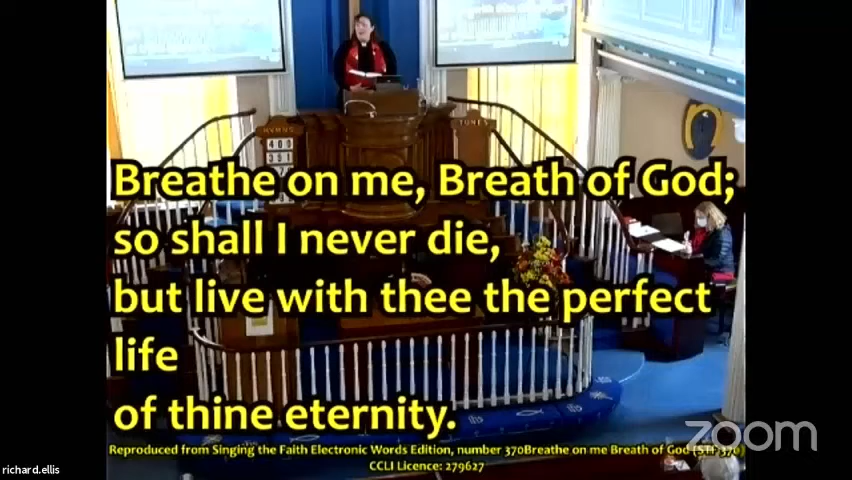 HYMNS
TUNES
Breathe on me, Breath of God;
so shall I never die,
but live with thee the perfect
life
of thine eternity.
zoom
Reproduced from Singing the Faith Electronic Words Edition, number 370Breathe on me Breath of God (STF 370)
CCLI Licence: 279627
richard.ellis